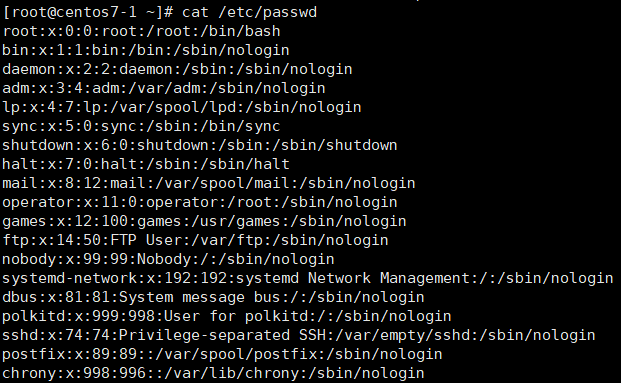 [root@centos7-1 ~]# cat /etc/passwd
root:x:0:0:root:/root:/bin/bash
bin:x:1:1:bin:/bin:/sbin/nologin
daemon:x:2:2:daemon:/sbin:/sbin/nologin
adm:x:3:4:adm:/var/adm:/sbin/nologin
lp:x:4:7:lp:/var/spool/lpd:/sbin/nologin
sync:x:5:0:sync:/sbin:/bin/sync
shutdown:x:6:0:shutdown:/sbin:/sbin/shutdown
halt:x:7:0:halt:/sbin:/sbin/halt
mail:x:8:12:mail:/var/spool/mail:/sbin/nologin
operator:x:11:0:operator:/root:/sbin/nologin
games:x:12:100:games:/usr/games:/sbin/nologin
ftp:x:14:50:FTP User:/var/ftp:/sbin/nologin
nobody:x:99:99:Nobody:/:/sbin/nologin
systemd-network:x:192:192:systemd Network Management:/:/sbin/nologin
dbus:x:81:81:System message bus:/:/sbin/nologin
polkitd:x:999:998:User for polkitd:/:/sbin/nologin
sshd:x:74:74:Privilege-separated SSH:/var/empty/sshd:/sbin/nologin
postfix:x:89:89::/var/spool/postfix:/sbin/nologin
chrony:x:998:996::/var/lib/chrony:/sbin/nologin